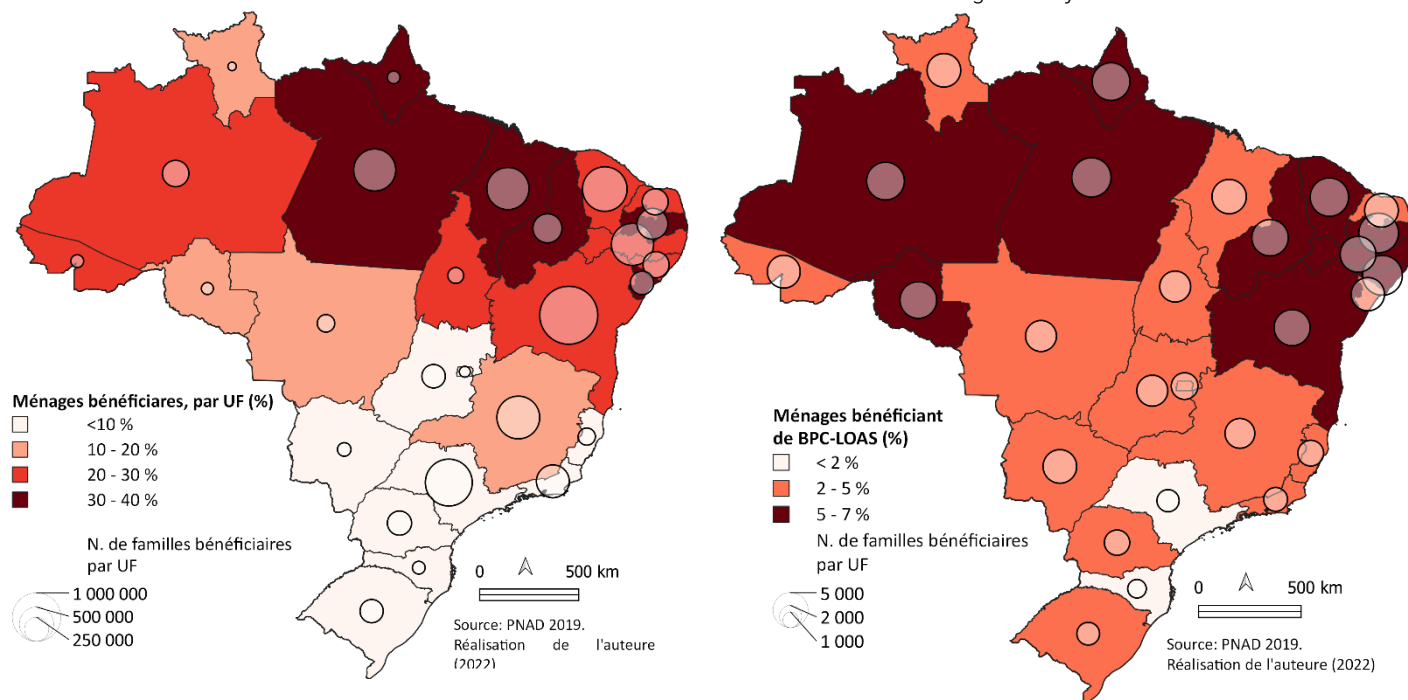 Ménages bénéficiares, par UF (%)
<10 %
10 - 20 %
20 - 30 %
30 - 40 %
N. de familles bénéficiaires
par UF
1 000 000
500 000
250 000
0 500 km
Source: PNAD 2019.
Réalisation de l'auteure
(2022)
Ménages bénéficiant
de BPC-LOAS (%)
< 2 %
2 - 5 %
5 - 7 %
N. de familles bénéficiaires
par UF
5 000
2 000
1 000
0 500 km
Source: PNAD 2019.
Réalisation de l'auteure (2022)